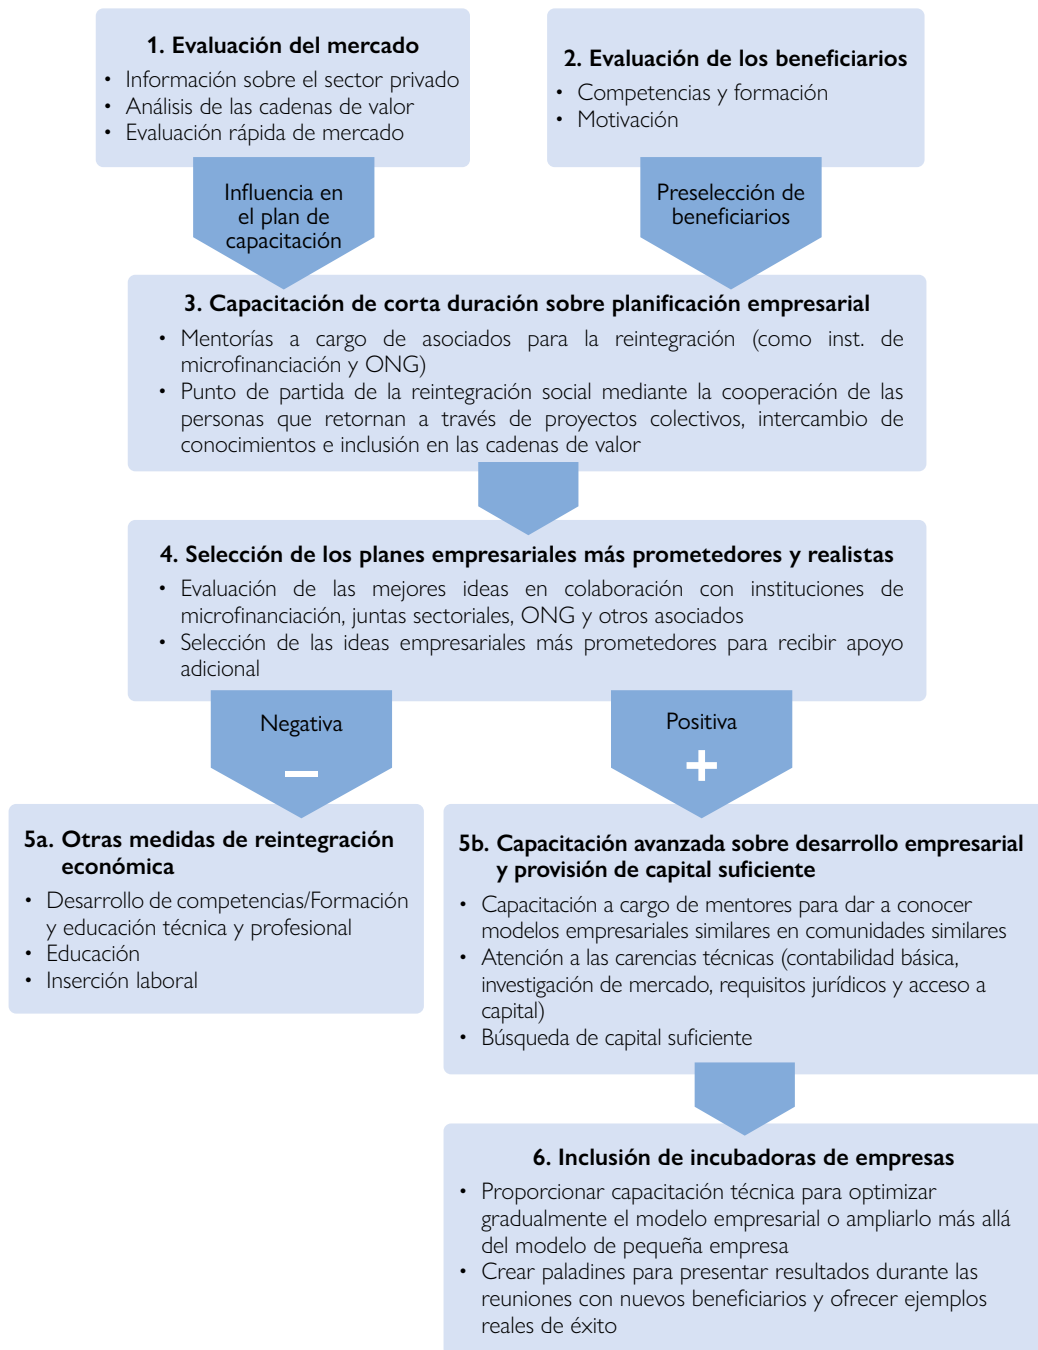 1. Evaluación del mercado
• Información sobre el sector privado
• Análisis de las cadenas de valor
• Evaluación rápida de mercado
2. Evaluación de los beneficiarios
• Competencias y formación
• Motivación
Influencia en
el plan de
capacitación
Preselección de
beneficiarios
3. Capacitación de corta duración sobre planificación empresarial
• Mentorías a cargo de asociados para la reintegración (como inst. de
microfinanciación y ONG)
• Punto de partida de la reintegración social mediante la cooperación de las
personas que retornan a través de proyectos colectivos, intercambio de
conocimientos e inclusión en las cadenas de valor
4. Selección de los planes empresariales más prometedores y realistas
• Evaluación de las mejores ideas en colaboración con instituciones de
microfinanciación, juntas sectoriales, ONG y otros asociados
• Selección de las ideas empresariales más prometedores para recibir apoyo
adicional
Negativa
–
Positiva
+
5a. Otras medidas de reintegración
económica
• Desarrollo de competencias/Formación
y educación técnica y profesional
• Educación
• Inserción laboral
5b. Capacitación avanzada sobre desarrollo empresarial
y provisión de capital suficiente
• Capacitación a cargo de mentores para dar a conocer
modelos empresariales similares en comunidades similares
• Atención a las carencias técnicas (contabilidad básica,
investigación de mercado, requisitos jurídicos y acceso a
capital)
• Búsqueda de capital suficiente
6. Inclusión de incubadoras de empresas
• Proporcionar capacitación técnica para optimizar
gradualmente el modelo empresarial o ampliarlo más allá
del modelo de pequeña empresa
• Crear paladines para presentar resultados durante las
reuniones con nuevos beneficiarios y ofrecer ejemplos
reales de éxito